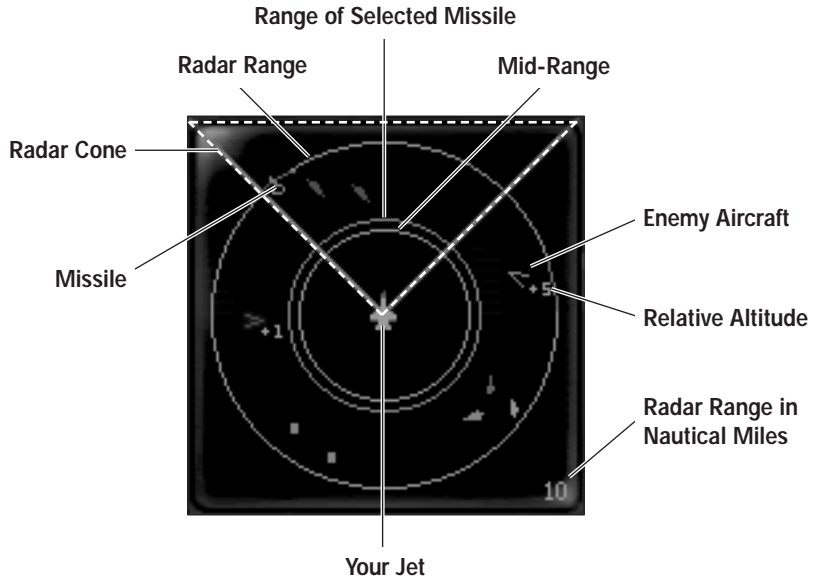 Range of Selected Missile
Radar Range
Mid-Range
Radar Cone
Enemy Aircraft
Missile
+5
Relative Altitude
+1
Radar Range in
Nautical Miles
10
Your Jet